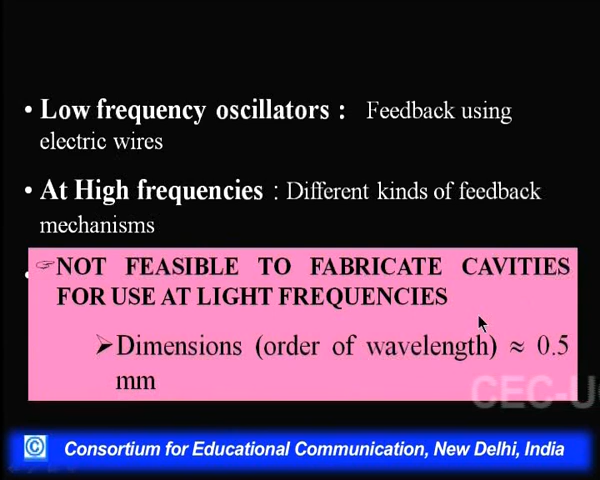 • Low frequency oscillators : Feedback using
electric wires
• At High frequencies : Different kinds of feedback
mechanisms
☞NOT FEASIBLE TO FABRICATE CAVITIES
FOR USE AT LIGHT FREQUENCIES
➢Dimensions (order of wavelength) ≈ 0.5
mm
CEC-U
© Consortium for Educational Communication, New Delhi, India